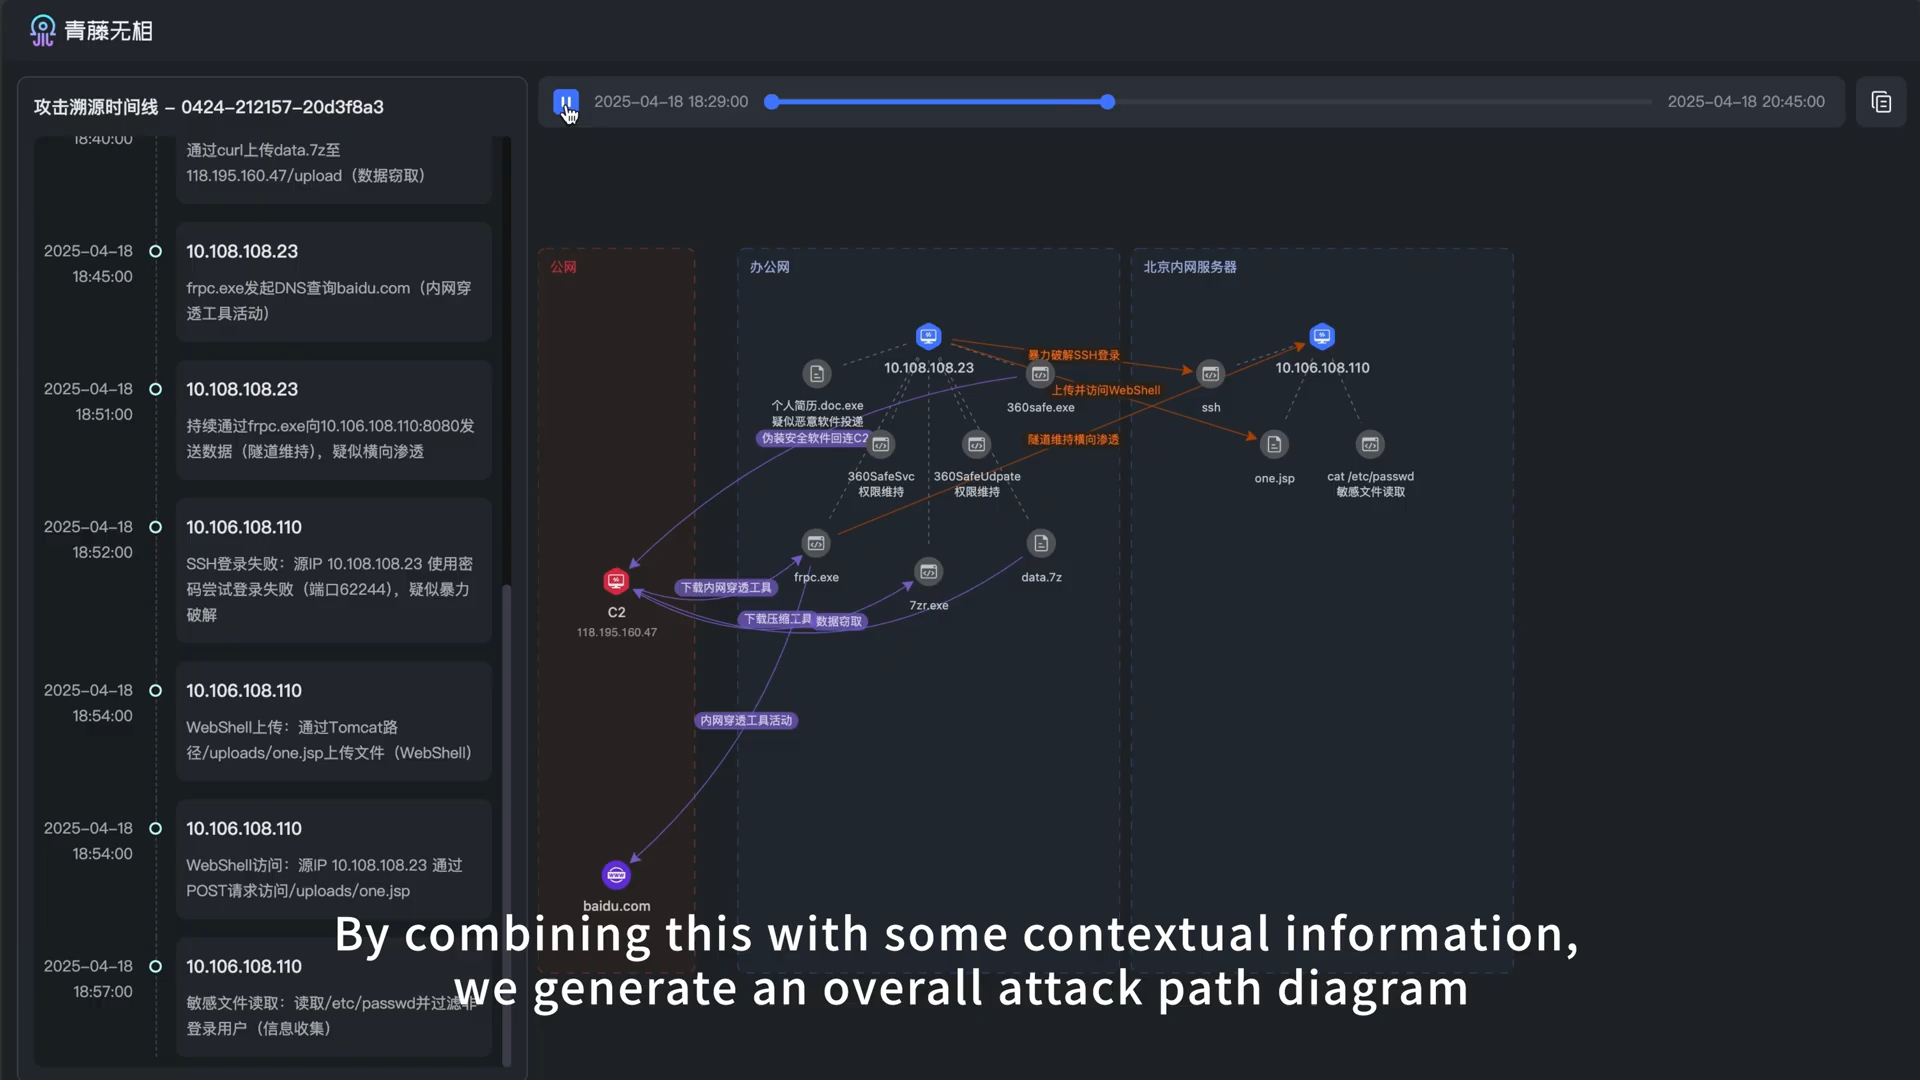 青藤无相
攻击溯源时间线 – 0424-212157-20d3f8a3
18:40:00
通过curl上传data.7z至
118.195.160.47/upload（数据窃取）
2025-04-18
18:45:00
10.108.108.23
frpc.exe发起DNS查询baidu.com（内网穿
透工具活动）
2025-04-18
18:51:00
10.108.108.23
持续通过frpc.exe向10.106.108.110:8080发
送数据（隧道维持），疑似横向渗透
2025-04-18
18:52:00
10.106.108.110
SSH登录失败：源IP 10.108.108.23 使用密
码尝试登录失败（端口62244），疑似暴力
破解
2025-04-18
18:54:00
10.106.108.110
WebShell上传：通过Tomcat路
径/uploads/one.jsp上传文件（WebShell）
2025-04-18
18:54:00
10.106.108.110
WebShell访问：源IP 10.108.108.23 通过
POST请求访问/uploads/one.jsp
2025-04-18
18:57:00
10.106.108.110
敏感文件读取：读取/etc/passwd并过滤非
登录用户（信息收集）
2025-04-18 18:29:00
2025-04-18 20:45:00
公网
办公网
北京内网服务器
10.108.108.23
10.106.108.110
暴力破解SSH登录
上传并访问WebShell
隧道维持横向渗透
个人简历.doc.exe
疑似恶意软件投递
360safe.exe
ssh
伪装安全软件回连C2
360SafeSvc
权限维持
360SafeUdpate
权限维持
one.jsp
cat /etc/passwd
敏感文件读取
frpc.exe
7zr.exe
data.7z
下载内网穿透工具
下载压缩工具
数据窃取
C2
118.195.160.47
内网穿透工具活动
baidu.com
By combining this with some contextual information,
we generate an overall attack path diagram